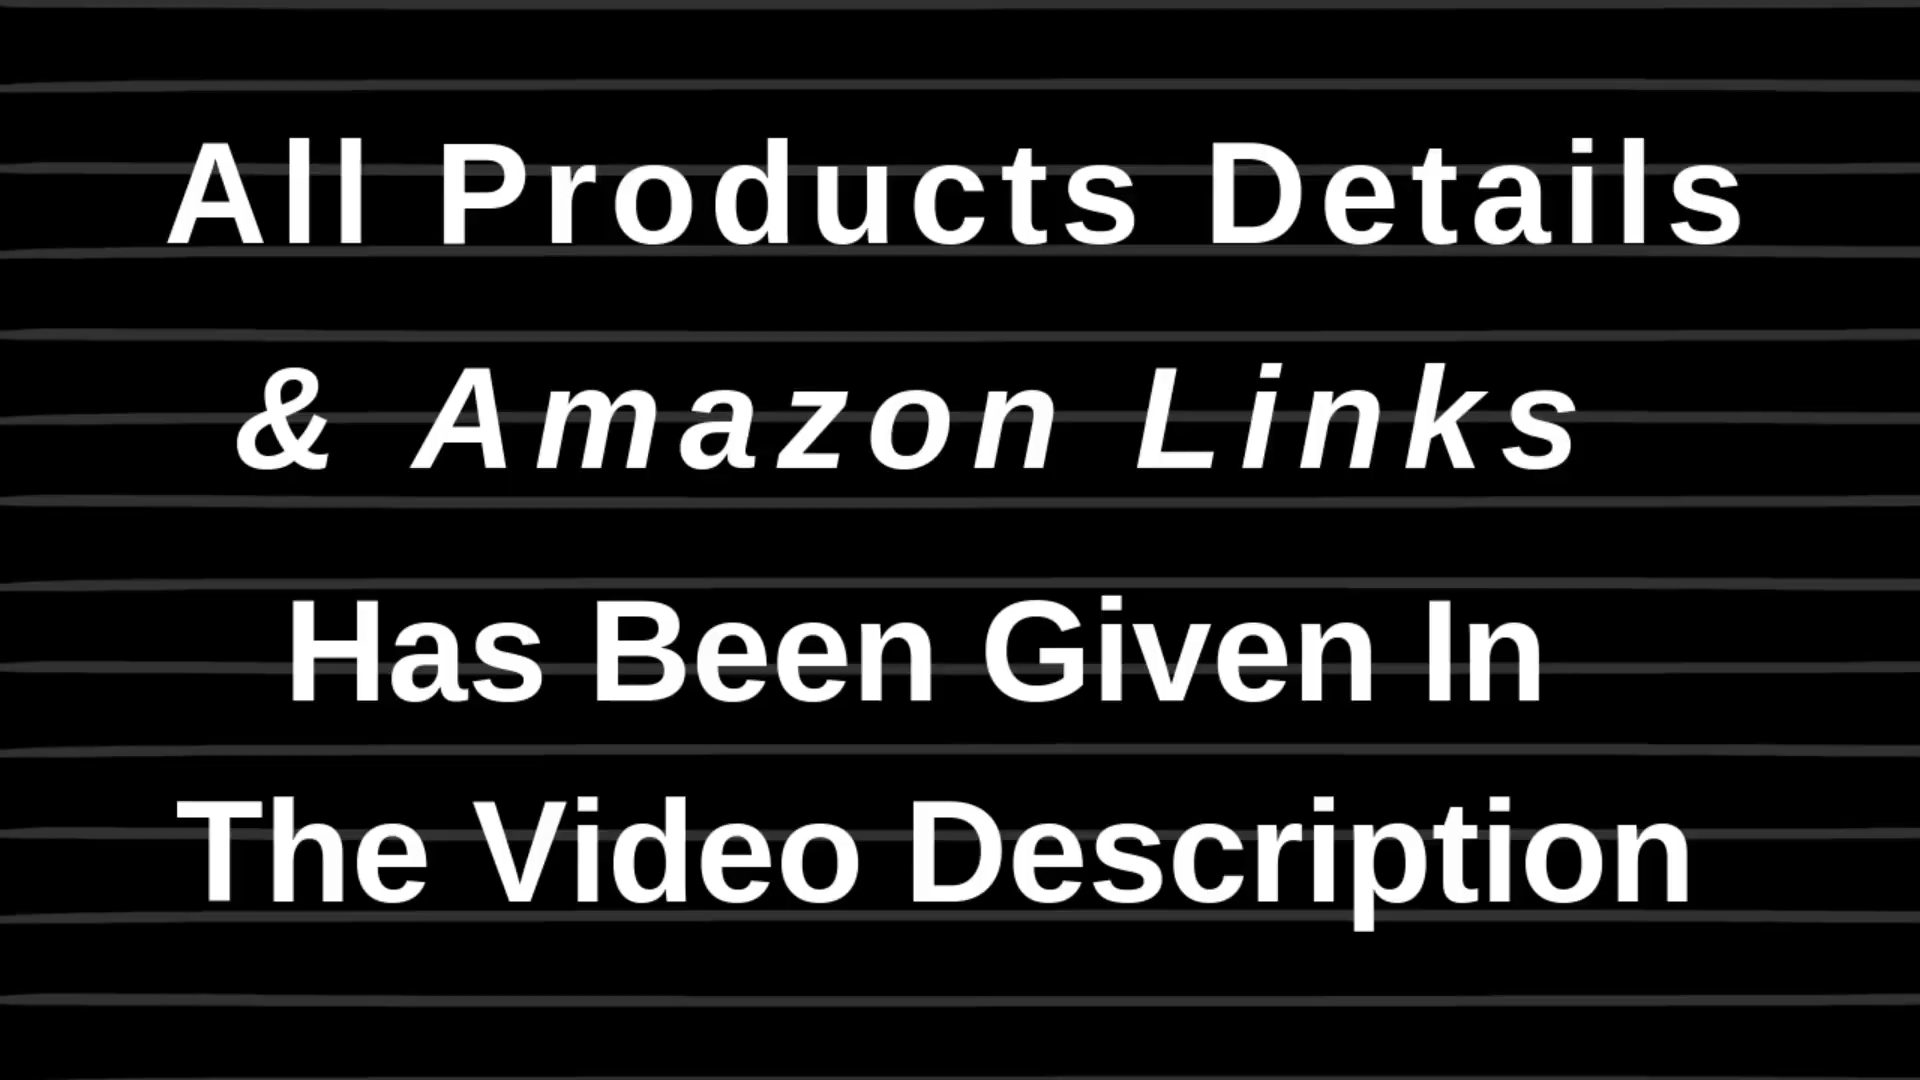 All Products Details
& Amazon Links
Has Been Given In
The Video Description